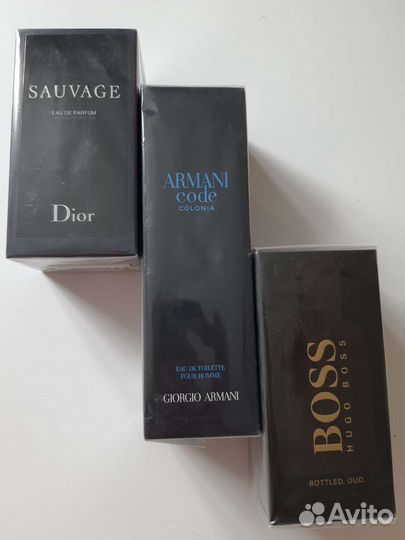 SAUVAGE
EAU DE PARFUM
Dior
ARMANI
code
COLONIA
EAU DE TOILETTE
POUR HOMME
GIORGIO ARMANI
BOSS
HUGO BOSS
BOTTLED. OUD.
Avito